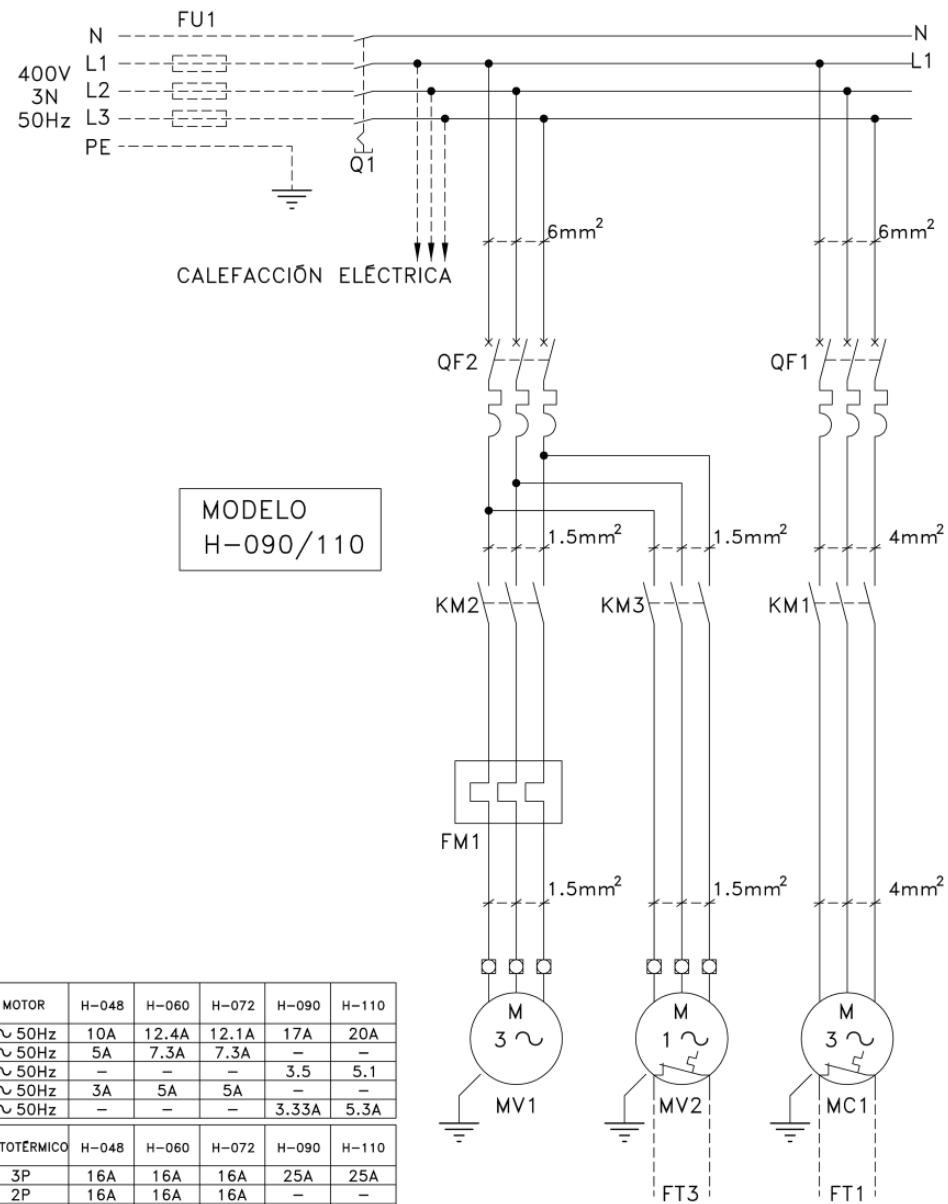 FU1
N
N
L1
L1
400V
L2
3N
50Hz
L3
PE
Q1
6mm²
6mm²
CALEFACCIÓN ELÉCTRICA
QF2
QF1
MODELO
H-090/110
1.5mm²
1.5mm²
4mm²
KM2
KM3
KM1
FM1
1.5mm²
1.5mm²
4mm²
MOTOR H-048 H-060 H-072 H-090 H-110
~ 50Hz 10A 12.4A 12.1A 17A 20A
~ 50Hz 5A 7.3A 7.3A - -
~ 50Hz - - - 3.5 5.1
~ 50Hz 3A 5A 5A - -
~ 50Hz - - - 3.33A 5.3A
M
3 ~
M
1 ~
M
3 ~
MV1
MV2
MC1
TOTÉRMICO H-048 H-060 H-072 H-090 H-110
3P 16A 16A 16A 25A 25A
2P 16A 16A 16A - -
FT3
FT1